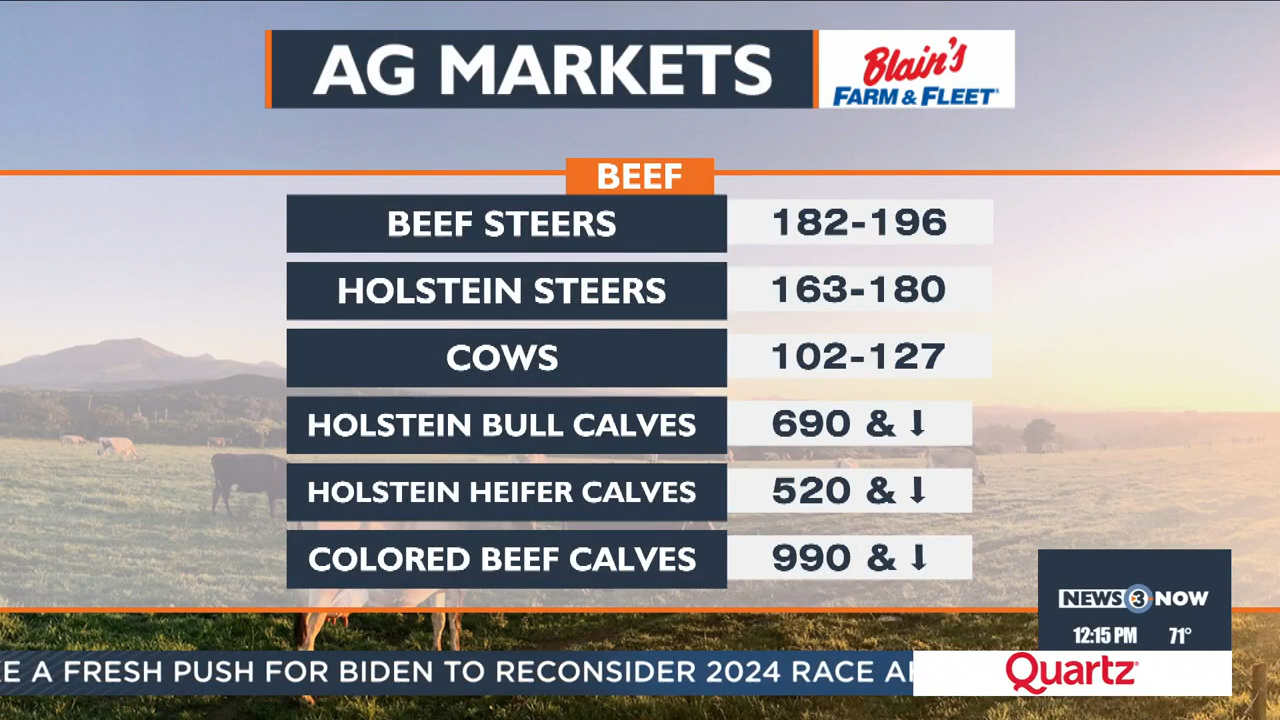 AG MARKETS
Blain's
FARM & FLEET
BEEF
BEEF STEERS 182-196
HOLSTEIN STEERS 163-180
COWS 102-127
HOLSTEIN BULL CALVES 690 & ↓
HOLSTEIN HEIFER CALVES 520 & ↓
COLORED BEEF CALVES 990 & ↓
NEWS 3 NOW
12:15 PM 71°
E A FRESH PUSH FOR BIDEN TO RECONSIDER 2024 RACE A
Quartz